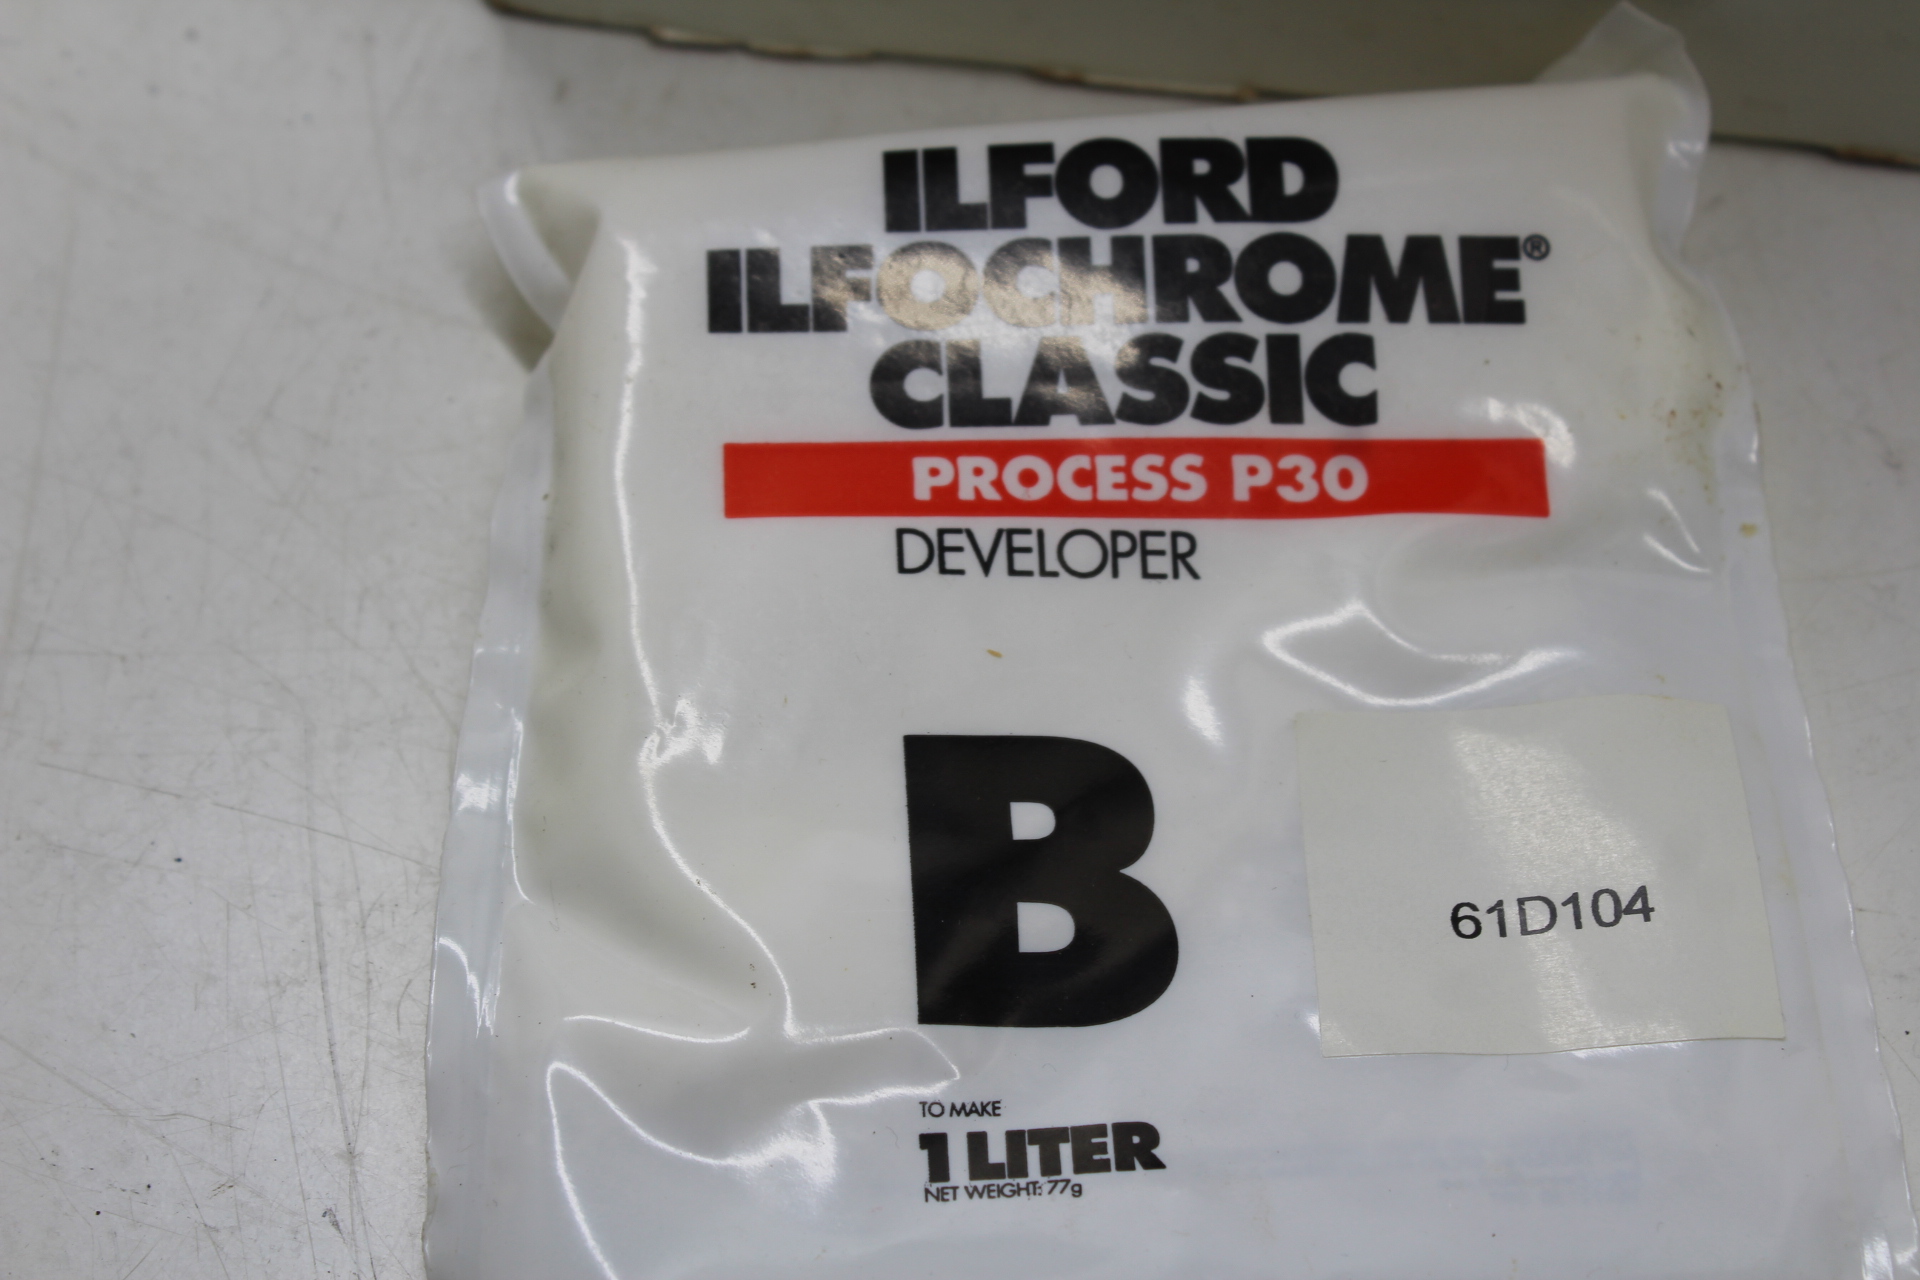 ILFORD
ILFOCHROME®
CLASSIC
PROCESS P30
DEVELOPER
B
61D104
TO MAKE
1 LITER
NET WEIGHT: 77g